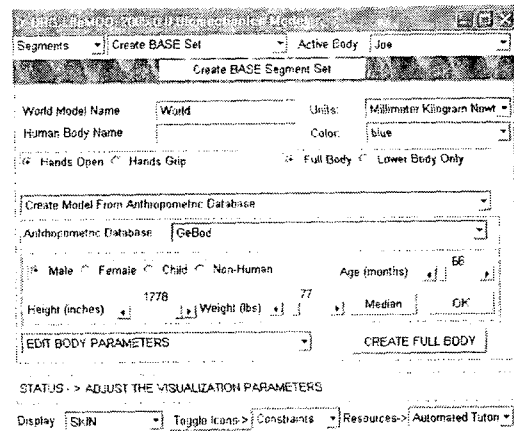 Segments Create BASE Set Active Body Joe
Create BASE Segment Set
World Model Name World Units: Millimeter Kilogram Newt
Human Body Name Color: blue
Hands Open Hands Grip Full Body Lower Body Only
Create Model From Anthropometric Database
Anthropometric Database GeBod
Male Female Child Non-Human Age (months) 66
Height (inches) 1778 Weight (lbs) 77 Median OK
EDIT BODY PARAMETERS CREATE FULL BODY
STATUS -> ADJUST THE VISUALIZATION PARAMETERS
Display SKIN Toggle Icons-> Constraints Resources-> Automated Tutori